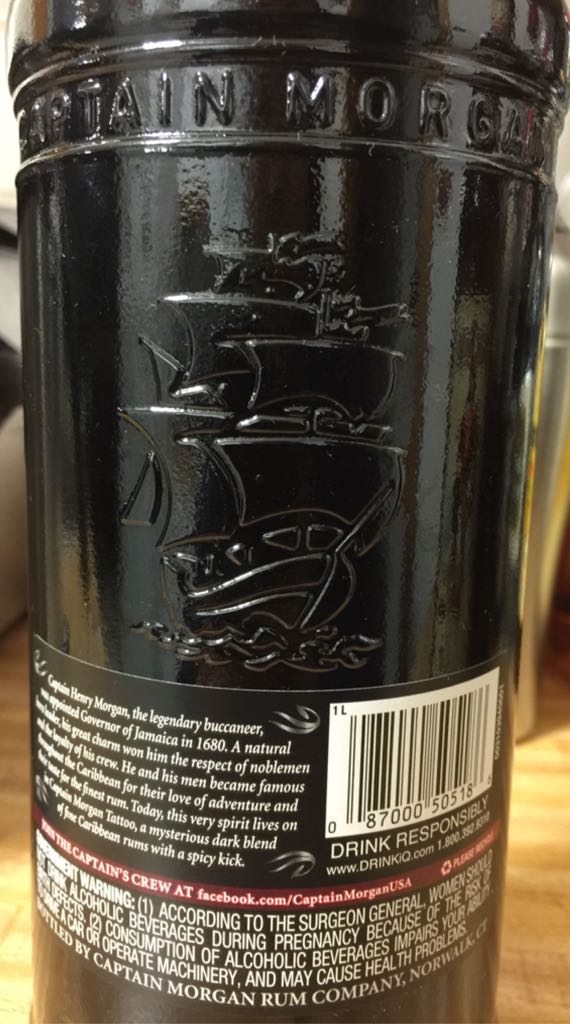 CAPTAIN MORGAN
Captain Henry Morgan, the legendary buccaneer,
was appointed Governor of Jamaica in 1680. A natural
born leader, his great charm won him the respect of noblemen
and the loyalty of his crew. He and his men became famous
throughout the Caribbean for their love of adventure and
their taste for the finest rum. Today, this very spirit lives on
in Captain Morgan Tattoo, a mysterious dark blend
of fine Caribbean rums with a spicy kick.
1L
0 87000 50518
DRINK RESPONSIBLY
www.DRINKiQ.com 1.800.392.9310
PLEASE RECYCLE
JOIN THE CAPTAIN'S CREW AT facebook.com/CaptainMorganUSA
GOVERNMENT WARNING: (1) ACCORDING TO THE SURGEON GENERAL, WOMEN SHOULD
NOT DRINK ALCOHOLIC BEVERAGES DURING PREGNANCY BECAUSE OF THE RISK OF
BIRTH DEFECTS. (2) CONSUMPTION OF ALCOHOLIC BEVERAGES IMPAIRS YOUR ABILITY
TO DRIVE A CAR OR OPERATE MACHINERY, AND MAY CAUSE HEALTH PROBLEMS.
BOTTLED BY CAPTAIN MORGAN RUM COMPANY, NORWALK, CT